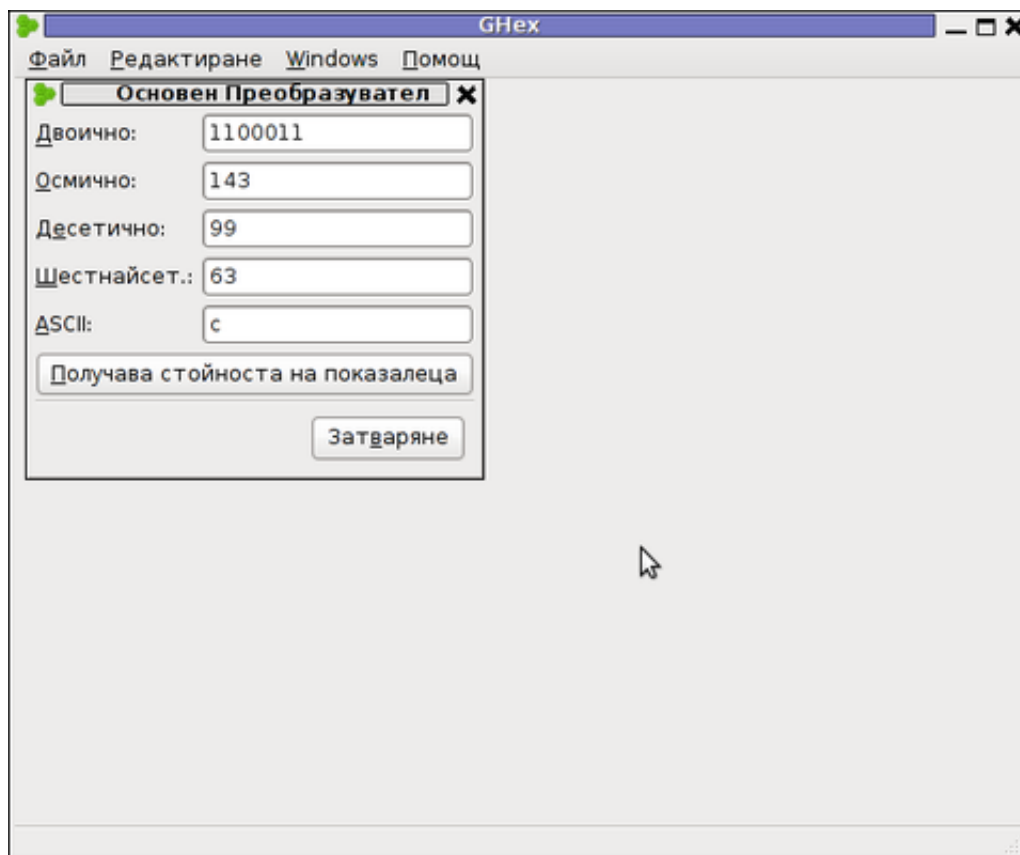 GHex
Файл Редактиране Windows Помощ
Основен Преобразувател
Двоично: 1100011
Осмично: 143
Десетично: 99
Шестнайсет.: 63
ASCII: c
Получава стойноста на показалеца
Затваряне